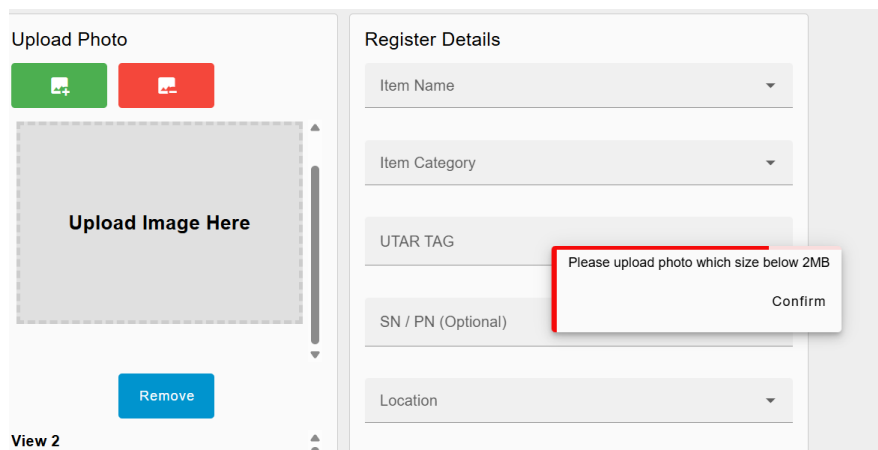 Upload Photo
Upload Image Here
Remove
View 2
Register Details
Item Name
Item Category
UTAR TAG
Please upload photo which size below 2MB
Confirm
SN / PN (Optional)
Location